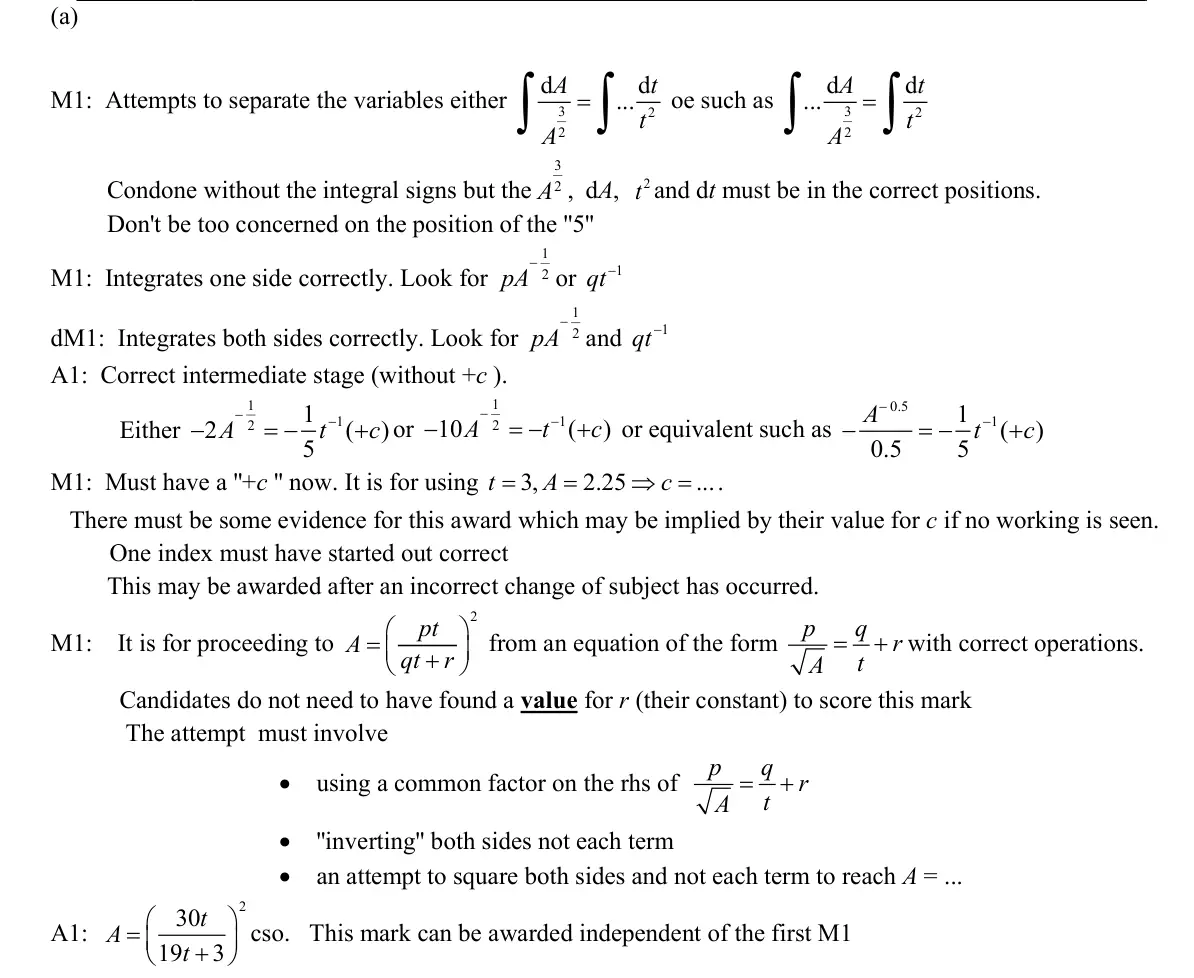 (a)
M1: Attempts to separate the variables either ∫ dA/A^(3/2) = ∫ ... dt/t² oe such as ∫ ... dA/A^(3/2) = ∫ dt/t²
Condone without the integral signs but the A^(3/2) , dA, t² and dt must be in the correct positions.
Don't be too concerned on the position of the "5"
M1: Integrates one side correctly. Look for pA^(−1/2) or qt⁻¹
dM1: Integrates both sides correctly. Look for pA^(−1/2) and qt⁻¹
A1: Correct intermediate stage (without +c ).
Either −2A^(−1/2) = −(1/5)t⁻¹(+c) or −10A^(−1/2) = −t⁻¹(+c) or equivalent such as −A^(−0.5)/0.5 = −(1/5)t⁻¹(+c)
M1: Must have a "+c " now. It is for using t = 3, A = 2.25 ⇒ c = ... .
There must be some evidence for this award which may be implied by their value for c if no working is seen.
One index must have started out correct
This may be awarded after an incorrect change of subject has occurred.
M1: It is for proceeding to A = (pt/(qt + r))² from an equation of the form p/√A = q/t + r with correct operations.
Candidates do not need to have found a value for r (their constant) to score this mark
The attempt must involve
• using a common factor on the rhs of p/√A = q/t + r
• "inverting" both sides not each term
• an attempt to square both sides and not each term to reach A = ...
A1: A = (30t/(19t + 3))² cso. This mark can be awarded independent of the first M1